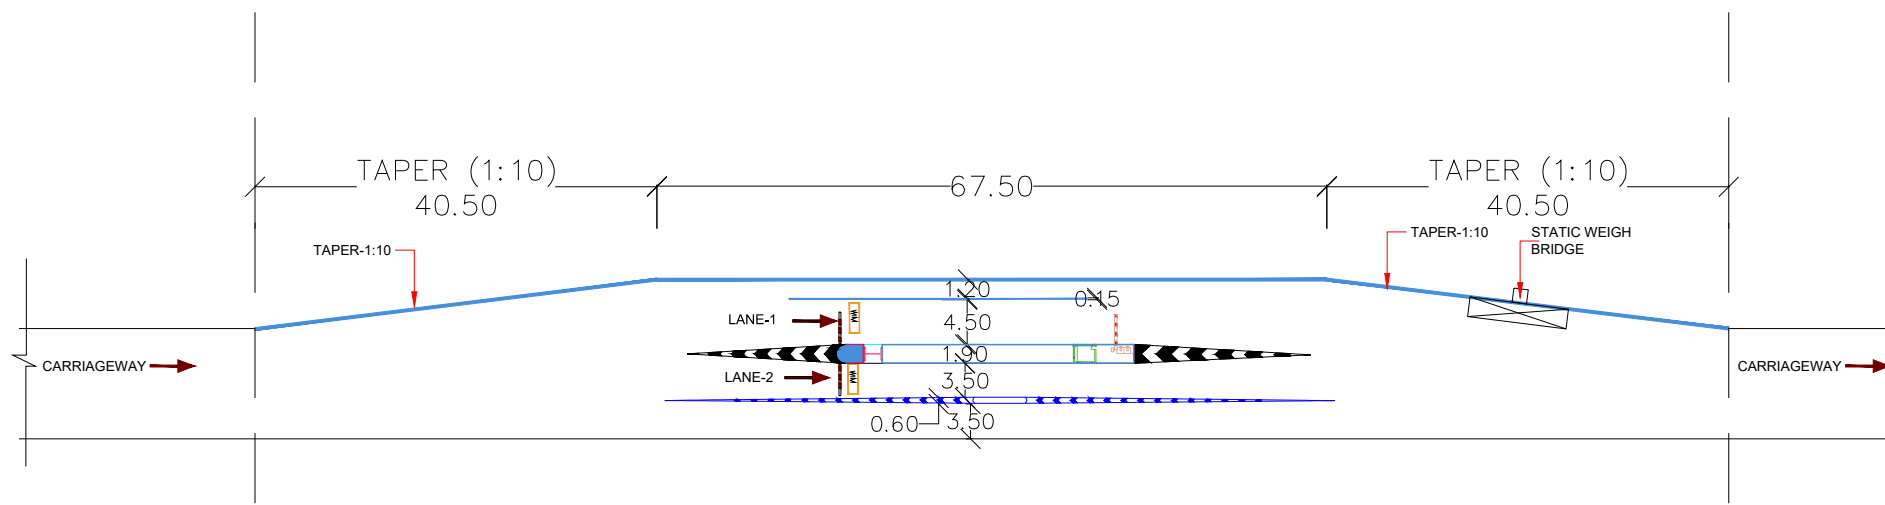 TAPER (1:10)
40.50
67.50
TAPER (1:10)
40.50
TAPER-1:10
TAPER-1:10
STATIC WEIGH
BRIDGE
1.20
0.15
LANE-1
WIM
4.50
1.90
CARRIAGEWAY
LANE-2
WIM
3.50
CARRIAGEWAY
0.60
3.50